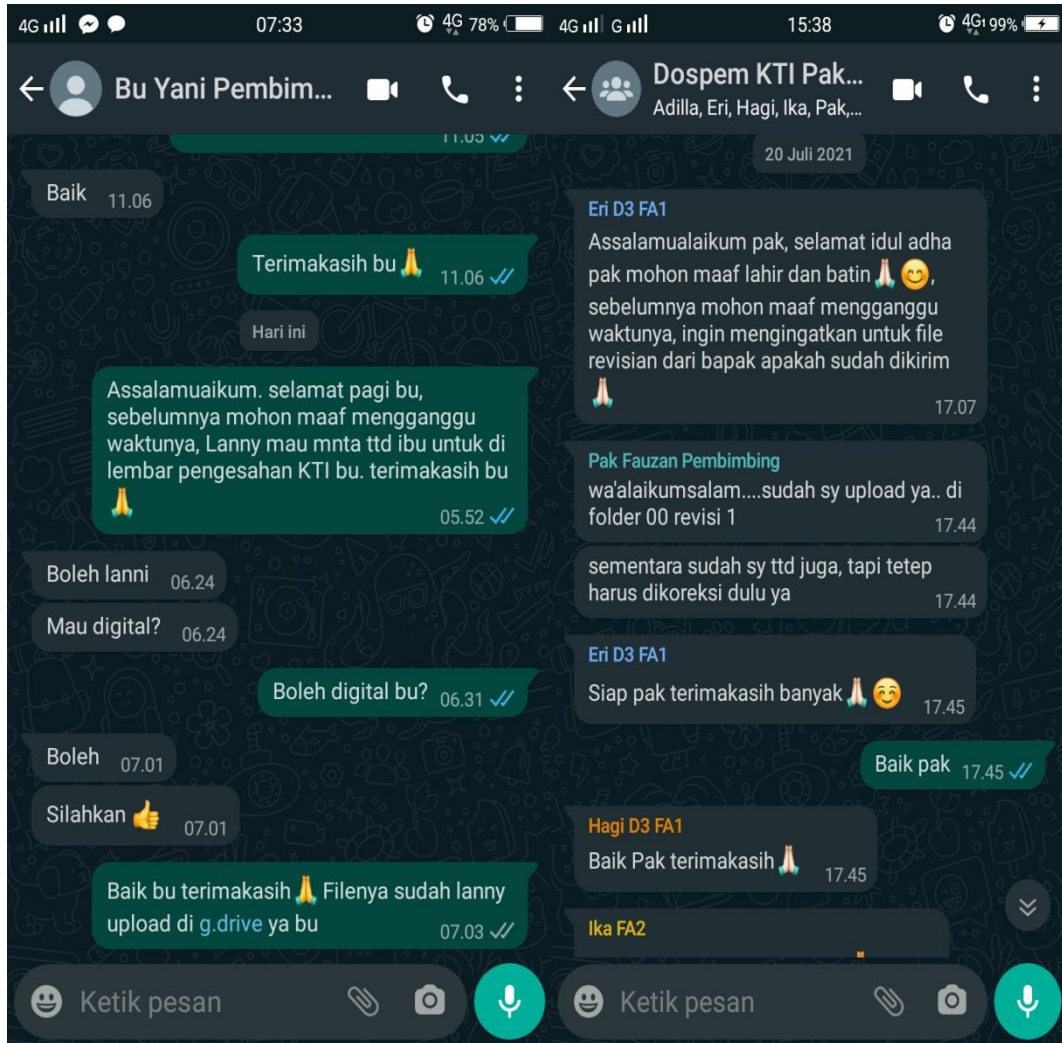 4G 07:33 4G 78%
Bu Yani Pembim...
11.05
Baik 11.06
Terimakasih bu🙏 11.06
Hari ini
Assalamuaikum. selamat pagi bu,
sebelumnya mohon maaf mengganggu
waktunya, Lanny mau mnta ttd ibu untuk di
lembar pengesahan KTI bu. terimakasih bu
🙏 05.52
Boleh lanni 06.24
Mau digital? 06.24
Boleh digital bu? 06.31
Boleh 07.01
Silahkan 👍 07.01
Baik bu terimakasih 🙏 Filenya sudah lanny
upload di g.drive ya bu 07.03
Ketik pesan
4G G 15:38 4G1 99%
Dospem KTI Pak...
Adilla, Eri, Hagi, Ika, Pak,...
20 Juli 2021
Eri D3 FA1
Assalamualaikum pak, selamat idul adha
pak mohon maaf lahir dan batin🙏🏻😊,
sebelumnya mohon maaf mengganggu
waktunya, ingin mengingatkan untuk file
revisian dari bapak apakah sudah dikirim
🙏🏻 17.07
Pak Fauzan Pembimbing
wa'alaikumsalam....sudah sy upload ya.. di
folder 00 revisi 1 17.44
sementara sudah sy ttd juga, tapi tetep
harus dikoreksi dulu ya 17.44
Eri D3 FA1
Siap pak terimakasih banyak🙏🏻☺️ 17.45
Baik pak 17.45
Hagi D3 FA1
Baik Pak terimakasih🙏🏻 17.45
Ika FA2
Ketik pesan